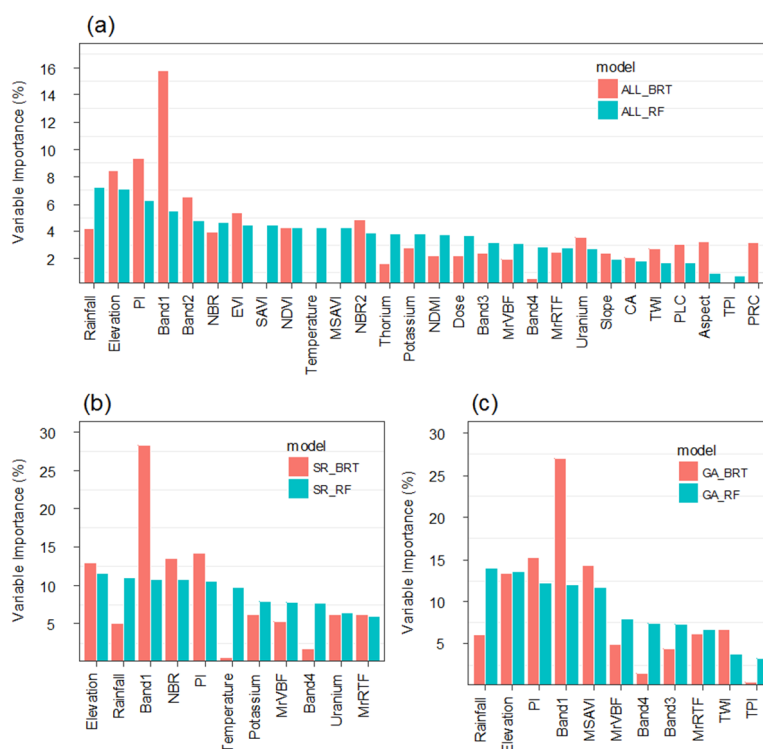 (a)
Variable Importance (%)
16
14
12
10
8
6
4
2
model
ALL_BRT
ALL_RF
Rainfall
Elevation
PI
Band1
Band2
NBR
EVI
SAVI
NDVI
Temperature
MSAVI
NBR2
Thorium
Potassium
NDMI
Dose
Band3
MrVBF
Band4
MrRTF
Uranium
Slope
CA
TWI
PLC
Aspect
TPI
PRC
(b)
Variable Importance (%)
30
25
20
15
10
5
model
SR_BRT
SR_RF
Elevation
Rainfall
Band1
NBR
PI
Temperature
Potassium
MrVBF
Band4
Uranium
MrRTF
(c)
Variable Importance (%)
30
25
20
15
10
5
model
GA_BRT
GA_RF
Rainfall
Elevation
PI
Band1
MSAVI
MrVBF
Band4
Band3
MrRTF
TWI
TPI